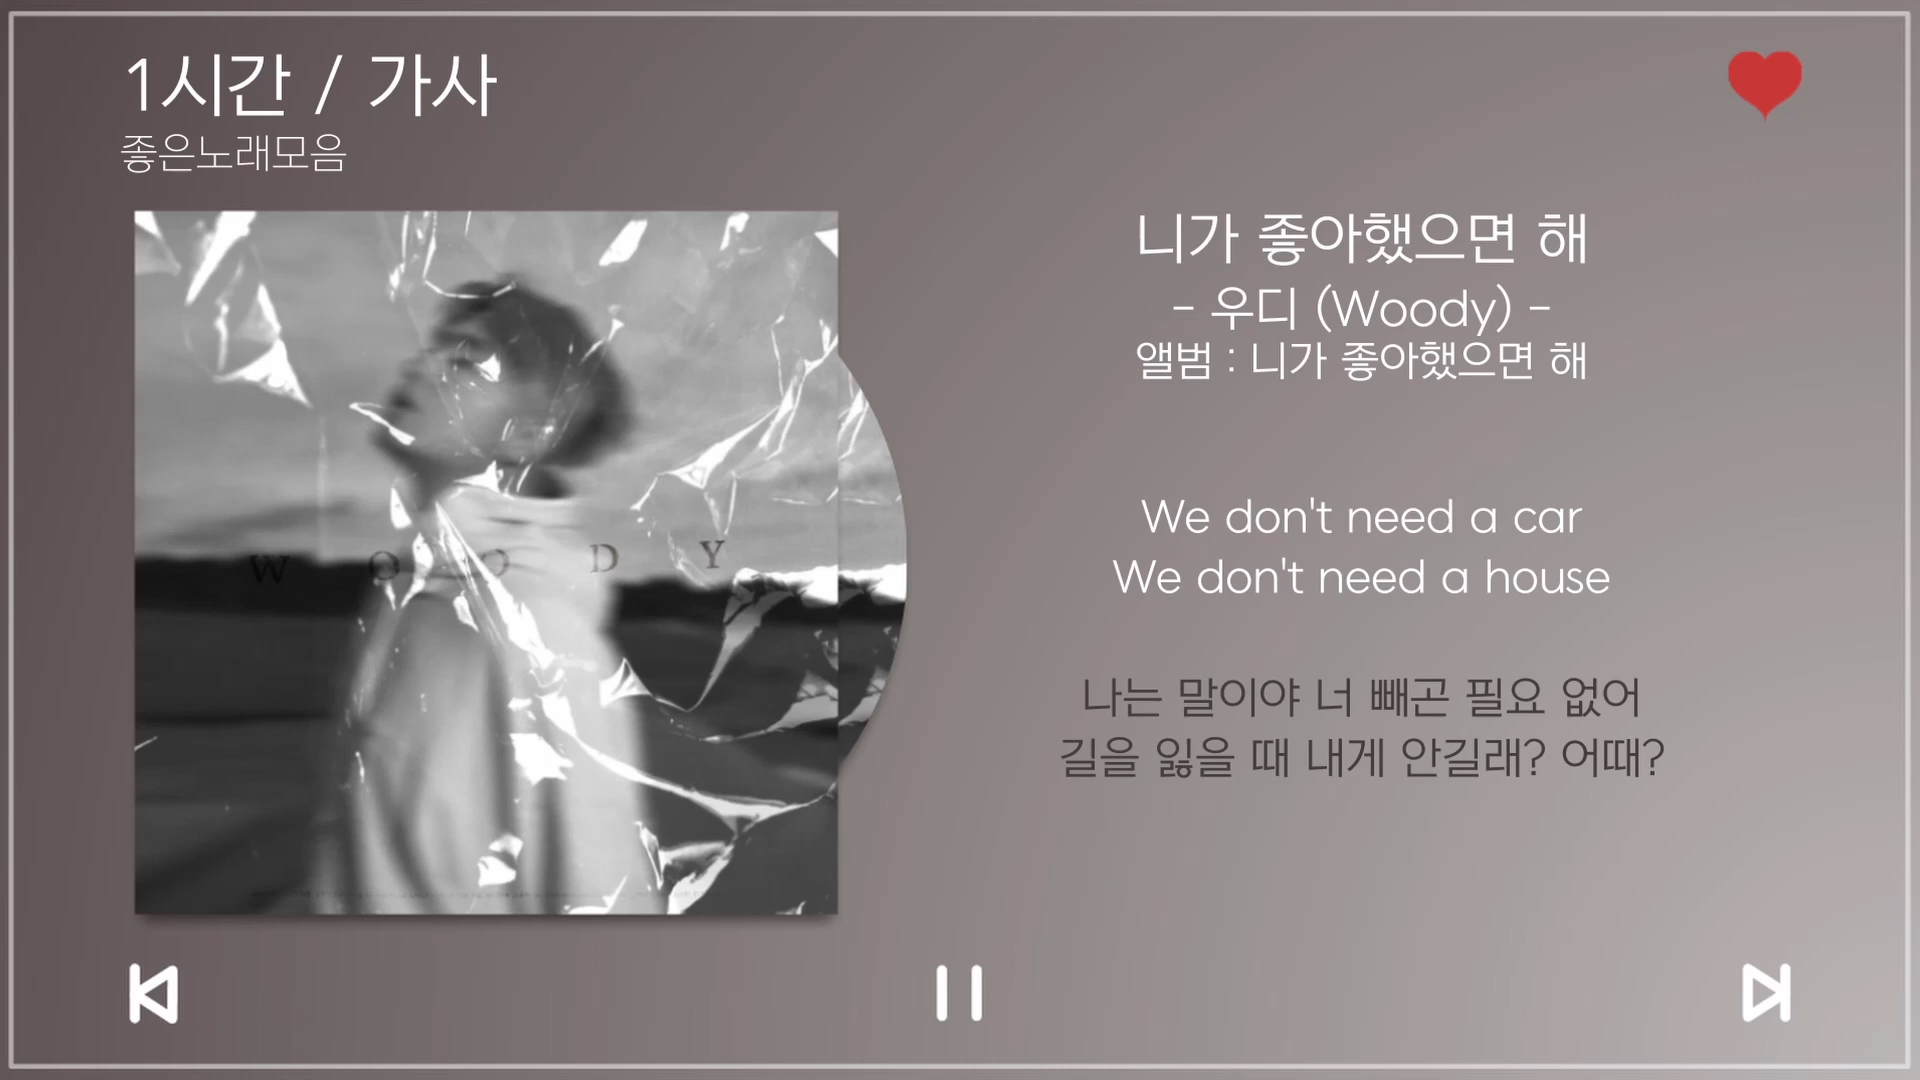 1시간 / 가사
좋은노래모음
니가 좋아했으면 해
- 우디 (Woody) -
앨범 : 니가 좋아했으면 해
W O O D Y
We don't need a car
We don't need a house
나는 말이야 너 빼곤 필요 없어
길을 잃을 때 내게 안길래? 어때?